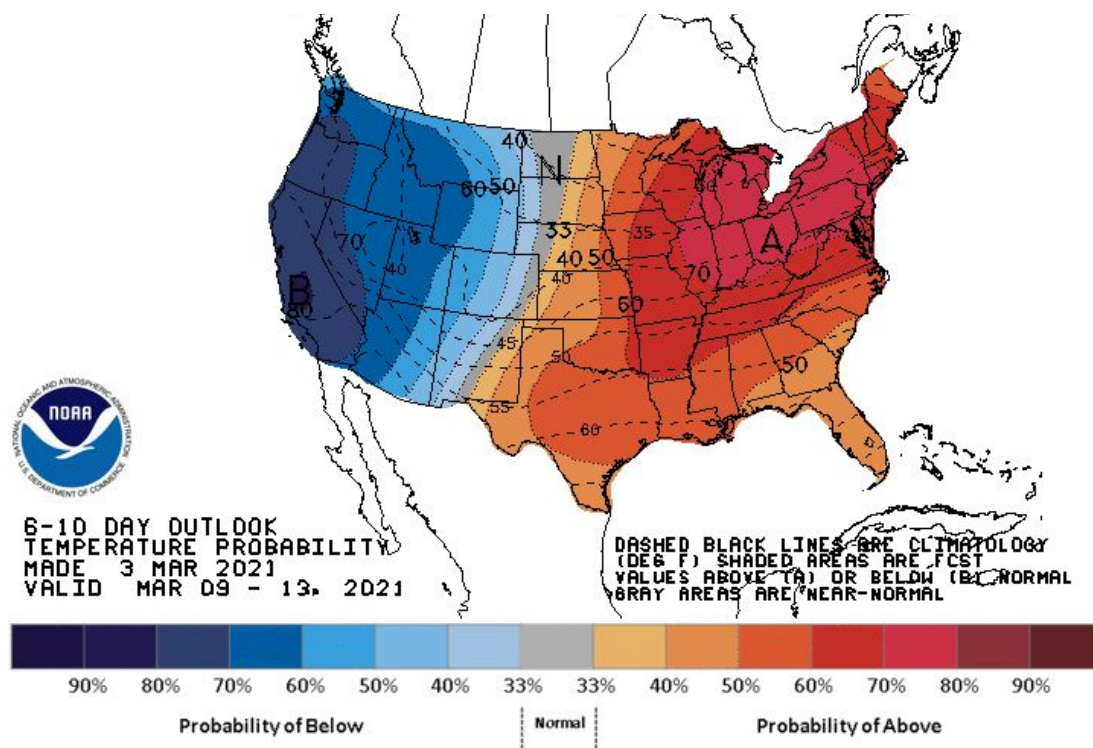 40
N
60 50
33
35
A
70
40 50
40
40
70
B
80
60
45
50
50
55
60
NATIONAL OCEANIC AND ATMOSPHERIC ADMINISTRATION
NOAA
U.S. DEPARTMENT OF COMMERCE
6-10 DAY OUTLOOK
TEMPERATURE PROBABILITY
MADE 3 MAR 2021
VALID MAR 09 - 13, 2021
DASHED BLACK LINES ARE CLIMATOLOGY
(DEG F) SHADED AREAS ARE FCST
VALUES ABOVE (A) OR BELOW (B) NORMAL
GRAY AREAS ARE NEAR-NORMAL
90% 80% 70% 60% 50% 40% 33% 33% 40% 50% 60% 70% 80% 90%
Probability of Below Normal Probability of Above